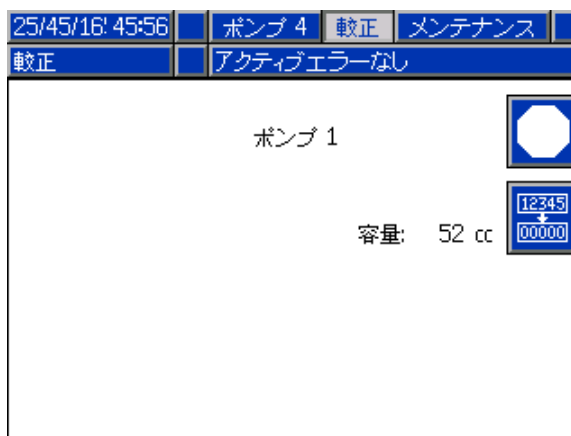 25/45/16' 45:56 ポンプ 4 較正 メンテナンス
較正 アクティブエラーなし
ポンプ 1
12345
容量: 52 cc 00000